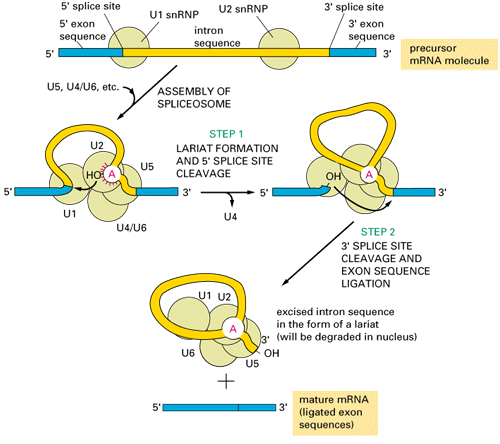 5' splice site
U1 snRNP
U2 snRNP
3' splice site
5' exon
sequence
intron
sequence
3' exon
sequence
5'
3'
precursor
mRNA molecule
U5, U4/U6, etc.
ASSEMBLY OF
SPLICEOSOME
U2
HO
A
U5
5'
3'
U1
U4/U6
STEP 1
LARIAT FORMATION
AND 5' SPLICE SITE
CLEAVAGE
U4
5'
OH
A
3'
STEP 2
3' SPLICE SITE
CLEAVAGE AND
EXON SEQUENCE
LIGATION
U1
U2
A
3'
OH
U6
U5
excised intron sequence
in the form of a lariat
(will be degraded in nucleus)
+
5'
3'
mature mRNA
(ligated exon
sequences)